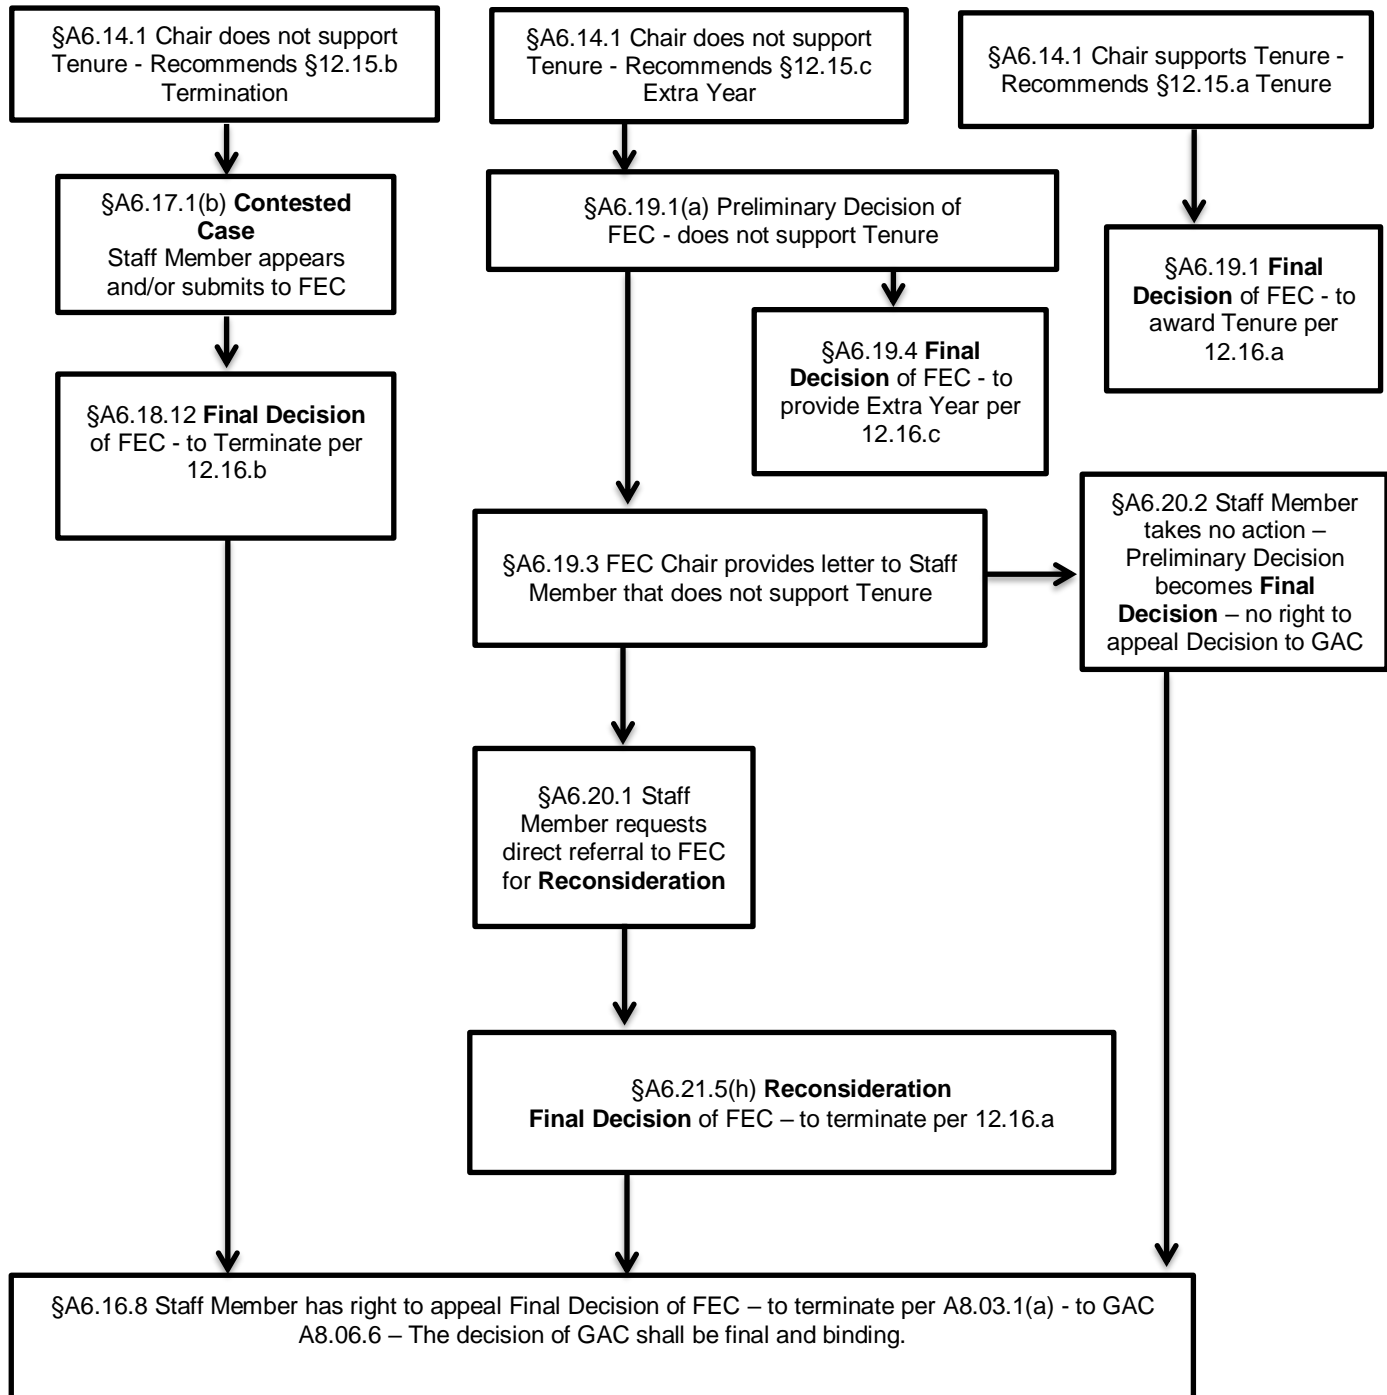 §A6.14.1 Chair does not support
Tenure - Recommends §12.15.b
Termination
§A6.14.1 Chair does not support
Tenure - Recommends §12.15.c
Extra Year
§A6.14.1 Chair supports Tenure -
Recommends §12.15.a Tenure
§A6.17.1(b) Contested
Case
Staff Member appears
and/or submits to FEC
§A6.19.1(a) Preliminary Decision of
FEC - does not support Tenure
§A6.19.1 Final
Decision of FEC - to
award Tenure per
12.16.a
§A6.19.4 Final
Decision of FEC - to
provide Extra Year per
12.16.c
§A6.18.12 Final Decision
of FEC - to Terminate per
12.16.b
§A6.19.3 FEC Chair provides letter to Staff
Member that does not support Tenure
§A6.20.2 Staff Member
takes no action –
Preliminary Decision
becomes Final
Decision – no right to
appeal Decision to GAC
§A6.20.1 Staff
Member requests
direct referral to FEC
for Reconsideration
§A6.21.5(h) Reconsideration
Final Decision of FEC – to terminate per 12.16.a
§A6.16.8 Staff Member has right to appeal Final Decision of FEC – to terminate per A8.03.1(a) - to GAC
A8.06.6 – The decision of GAC shall be final and binding.